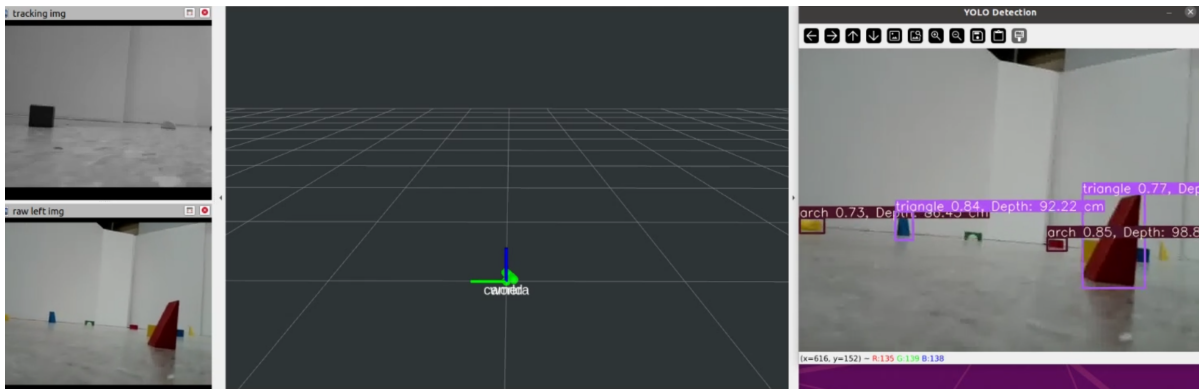 tracking img
raw left img
YOLO Detection
triangle 0.77, Dep
triangle 0.84, Depth: 92.22 cm
arch 0.73, Depth: cm
arch 0.85, Depth: 98.8
(x=616, y=152) ~ R:135 G:139 B:138